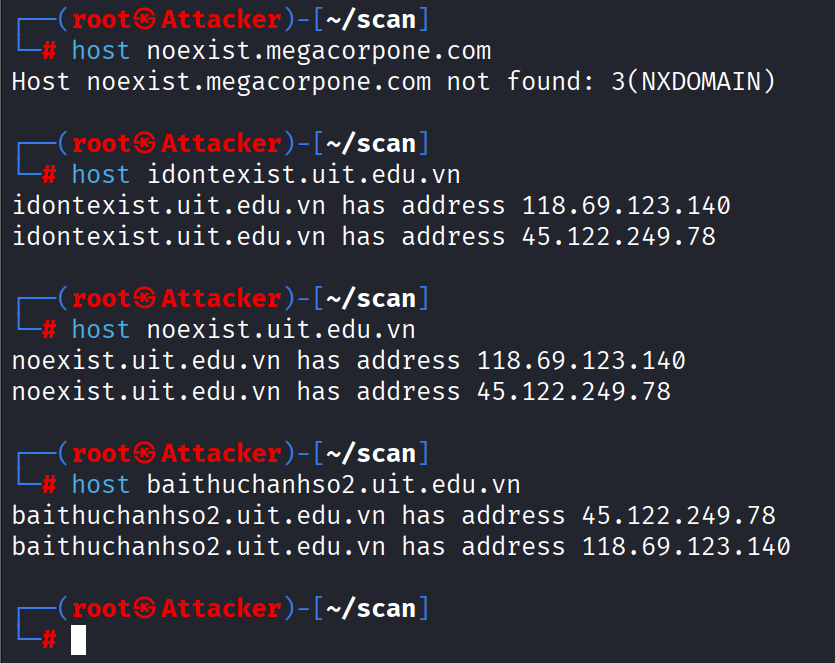 ┌──(root㉿Attacker)-[~/scan]
└─# host noexist.megacorpone.com
Host noexist.megacorpone.com not found: 3(NXDOMAIN)
┌──(root㉿Attacker)-[~/scan]
└─# host idontexist.uit.edu.vn
idontexist.uit.edu.vn has address 118.69.123.140
idontexist.uit.edu.vn has address 45.122.249.78
┌──(root㉿Attacker)-[~/scan]
└─# host noexist.uit.edu.vn
noexist.uit.edu.vn has address 118.69.123.140
noexist.uit.edu.vn has address 45.122.249.78
┌──(root㉿Attacker)-[~/scan]
└─# host baithuchanhso2.uit.edu.vn
baithuchanhso2.uit.edu.vn has address 45.122.249.78
baithuchanhso2.uit.edu.vn has address 118.69.123.140
┌──(root㉿Attacker)-[~/scan]
└─#